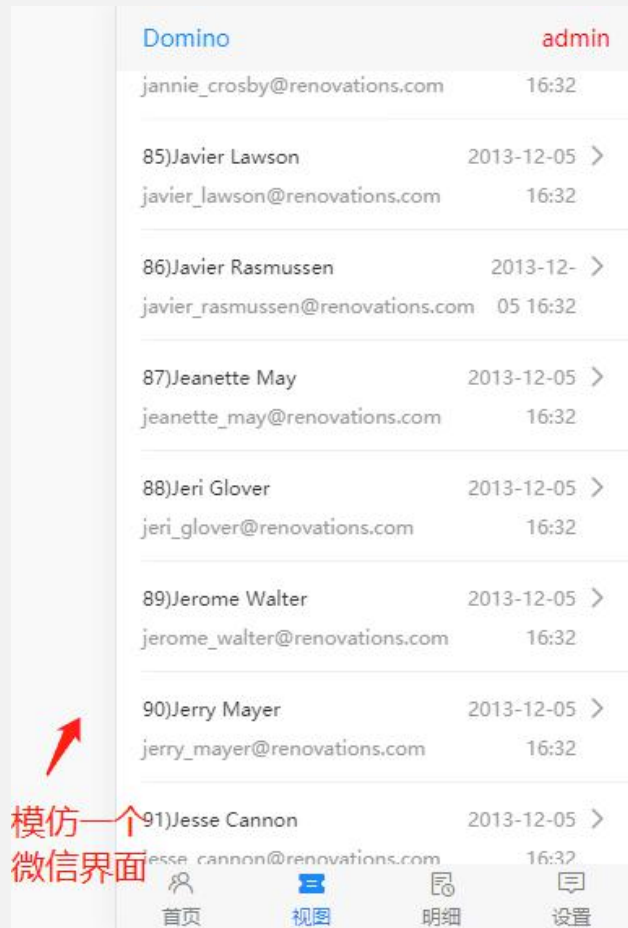 Domino admin
jannie_crosby@renovations.com 16:32
85)Javier Lawson 2013-12-05
javier_lawson@renovations.com 16:32
86)Javier Rasmussen 2013-12-
javier_rasmussen@renovations.com 05 16:32
87)Jeanette May 2013-12-05
jeanette_may@renovations.com 16:32
88)Jeri Glover 2013-12-05
jeri_glover@renovations.com 16:32
89)Jerome Walter 2013-12-05
jerome_walter@renovations.com 16:32
90)Jerry Mayer 2013-12-05
jerry_mayer@renovations.com 16:32
91)Jesse Cannon 2013-12-05
jesse_cannon@renovations.com 16:32
模仿一个
微信界面
首页 视图 明细 设置